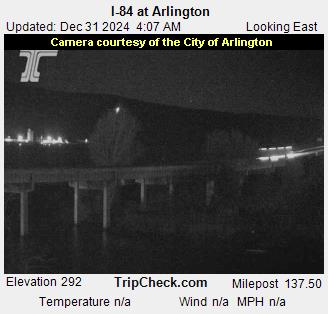 I-84 at Arlington
Updated: Dec 31 2024 4:07 AM Looking East
Camera courtesy of the City of Arlington
Elevation 292 TripCheck.com Milepost 137.50
Temperature n/a Wind n/a MPH n/a